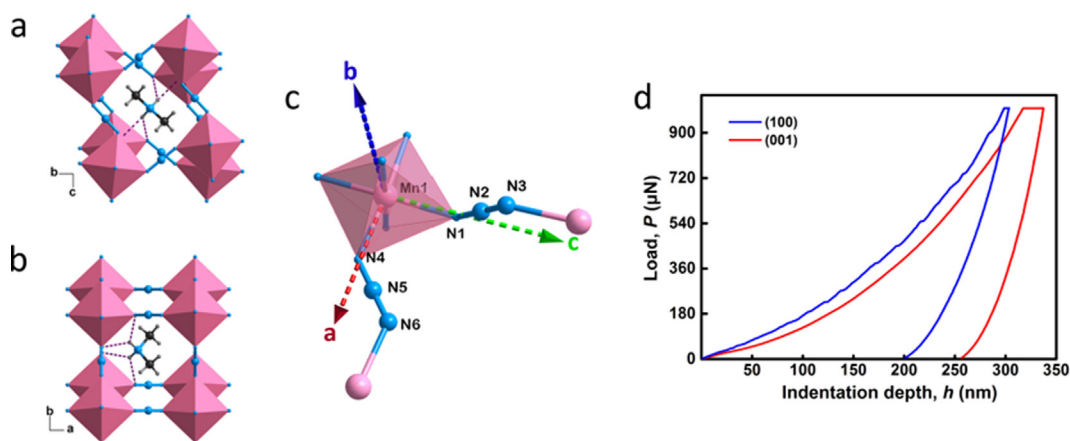 a
b
c
b
b
a
c
b
Mn1
N1
N2
N3
c
N4
N5
N6
a
d
(100)
(001)
Load, P (μN)
900
720
540
360
180
0
50 100 150 200 250 300 350
Indentation depth, h (nm)